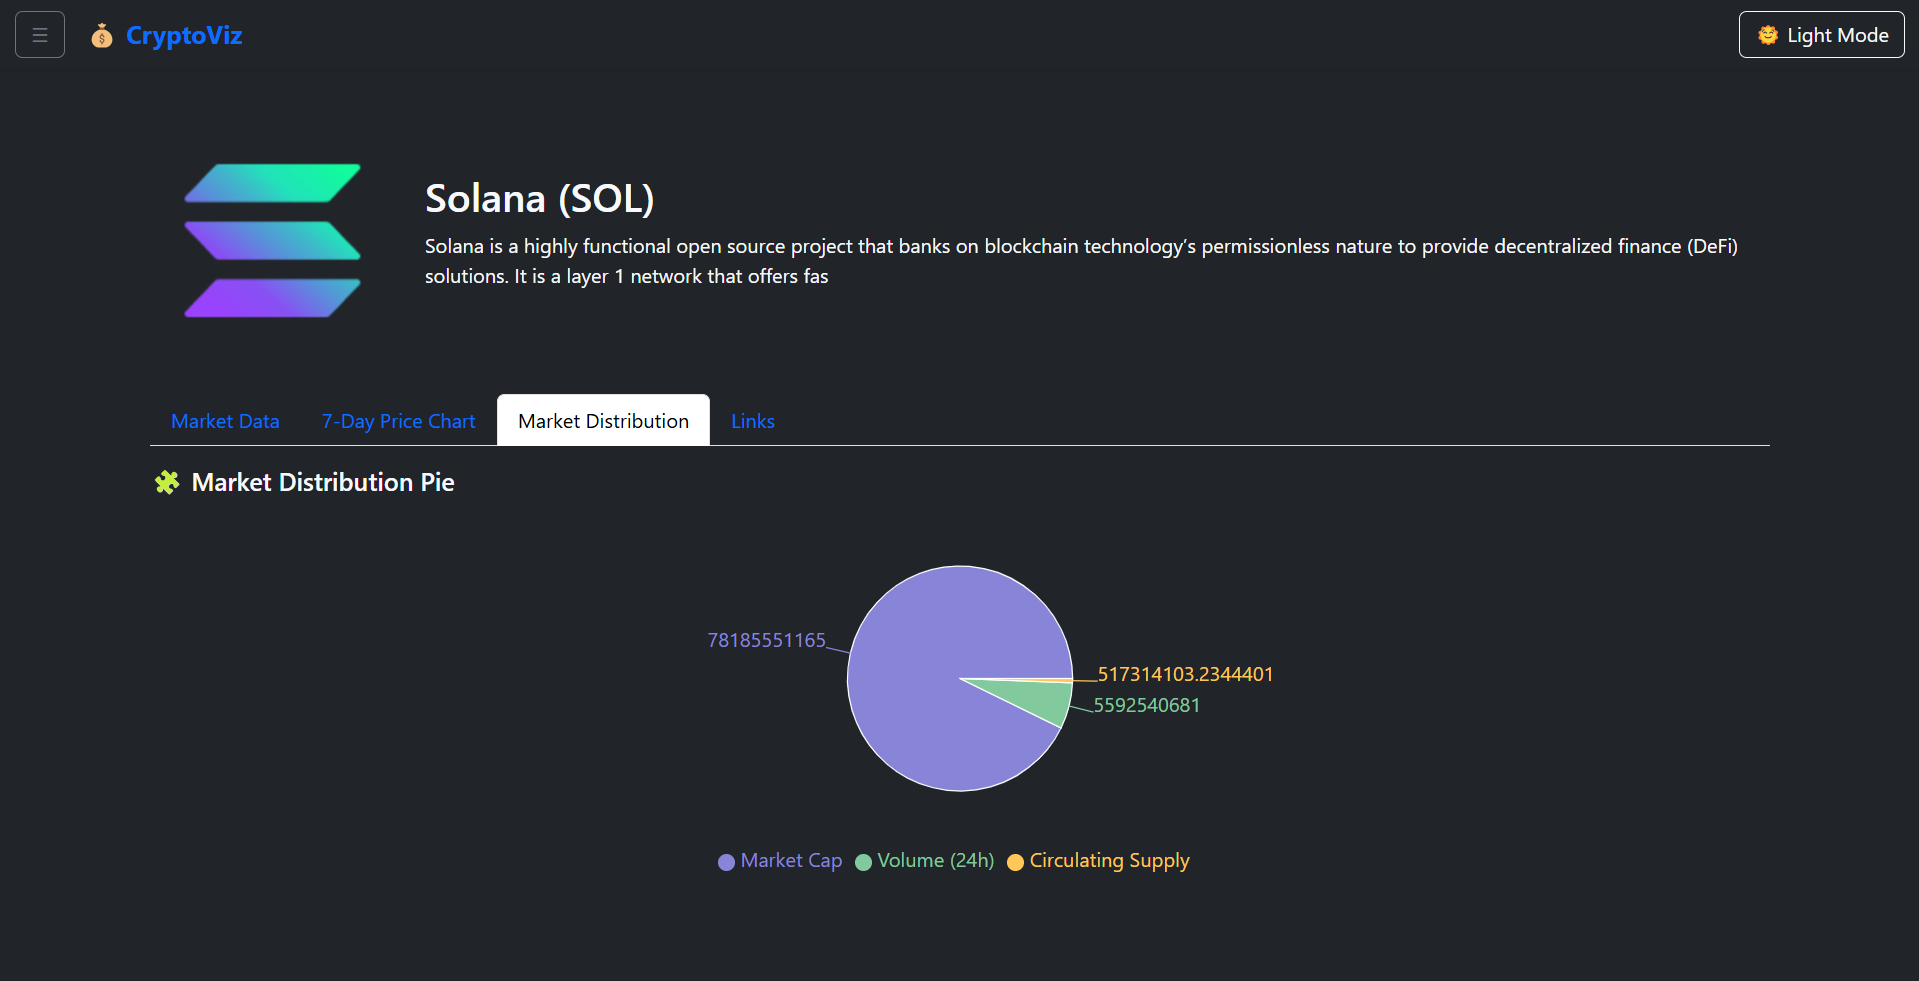 ☰ 💰 CryptoViz 🌞 Light Mode
Solana (SOL)
Solana is a highly functional open source project that banks on blockchain technology’s permissionless nature to provide decentralized finance (DeFi)
solutions. It is a layer 1 network that offers fas
Market Data 7-Day Price Chart Market Distribution Links
🧩 Market Distribution Pie
78185551165
517314103.2344401
5592540681
Market Cap Volume (24h) Circulating Supply